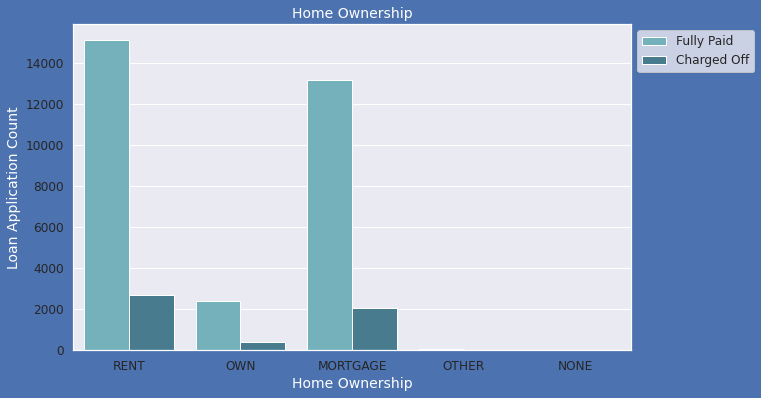 Home Ownership
Fully Paid
Charged Off
Loan Application Count
14000
12000
10000
8000
6000
4000
2000
0
RENT OWN MORTGAGE OTHER NONE
Home Ownership